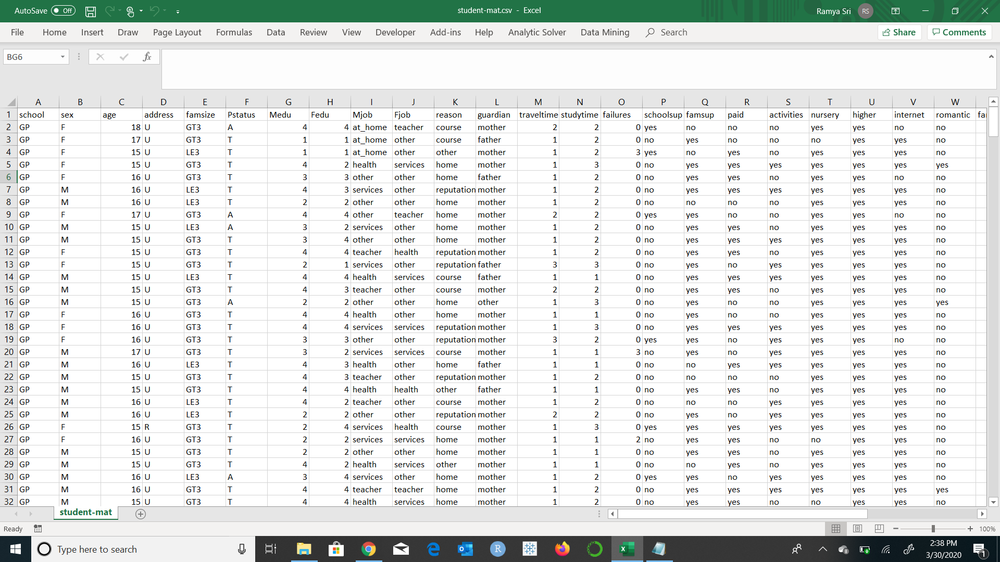 AutoSave Off student-mat.csv - Excel Ramya Sri RS
File Home Insert Draw Page Layout Formulas Data Review View Developer Add-ins Help Analytic Solver Data Mining Search Share Comments
BG6 fx
A B C D E F G H I J K L M N O P Q R S T U V W
1 school sex age address famsize Pstatus Medu Fedu Mjob Fjob reason guardian traveltime studytime failures schoolsup famsup paid activities nursery higher internet romantic fa
2 GP F 18 U GT3 A 4 4 at_home teacher course mother 2 2 0 yes no no no yes yes no no
3 GP F 17 U GT3 T 1 1 at_home other course father 1 2 0 no yes no no no yes yes no
4 GP F 15 U LE3 T 1 1 at_home other other mother 1 2 3 yes no yes no yes yes yes no
5 GP F 15 U GT3 T 4 2 health services home mother 1 3 0 no yes yes yes yes yes yes yes
6 GP F 16 U GT3 T 3 3 other other home father 1 2 0 no yes yes no yes yes no no
7 GP M 16 U LE3 T 4 3 services other reputation mother 1 2 0 no yes yes yes yes yes yes no
8 GP M 16 U LE3 T 2 2 other other home mother 1 2 0 no no no no yes yes yes no
9 GP F 17 U GT3 A 4 4 other teacher home mother 2 2 0 yes yes no no yes yes no no
10 GP M 15 U LE3 A 3 2 services other home mother 1 2 0 no yes yes no yes yes yes no
11 GP M 15 U GT3 T 3 4 other other home mother 1 2 0 no yes yes yes yes yes yes no
12 GP F 15 U GT3 T 4 4 teacher health reputation mother 1 2 0 no yes yes no yes yes yes no
13 GP F 15 U GT3 T 2 1 services other reputation father 3 3 0 no yes no yes yes yes yes no
14 GP M 15 U LE3 T 4 4 health services course father 1 1 0 no yes yes yes yes yes yes no
15 GP M 15 U GT3 T 4 3 teacher other course mother 2 2 0 no yes yes no yes yes yes no
16 GP M 15 U GT3 A 2 2 other other home other 1 3 0 no yes no no yes yes yes yes
17 GP F 16 U GT3 T 4 4 health other home mother 1 1 0 no yes no no yes yes yes no
18 GP F 16 U GT3 T 4 4 services services reputation mother 1 3 0 no yes yes yes yes yes yes no
19 GP F 16 U GT3 T 3 3 other other reputation mother 3 2 0 yes yes no yes yes yes no no
20 GP M 17 U GT3 T 3 2 services services course mother 1 1 3 no yes no yes yes yes yes no
21 GP M 16 U LE3 T 4 3 health other home father 1 1 0 no no yes yes yes yes yes no
22 GP M 15 U GT3 T 4 3 teacher other reputation mother 1 2 0 no no no no yes yes yes no
23 GP M 15 U GT3 T 4 4 health health other father 1 1 0 no yes yes no yes yes yes no
24 GP M 16 U LE3 T 4 2 teacher other course mother 1 2 0 no no no yes yes yes yes no
25 GP M 16 U LE3 T 2 2 other other reputation mother 2 2 0 no yes no yes yes yes yes no
26 GP F 15 R GT3 T 2 4 services health course mother 1 3 0 yes yes yes yes yes yes yes no
27 GP F 16 U GT3 T 2 2 services services home mother 1 1 2 no yes yes no no yes yes no
28 GP M 15 U GT3 T 2 2 other other home mother 1 1 0 no yes yes no yes yes yes no
29 GP M 15 U GT3 T 4 2 health services other mother 1 1 0 no no yes no yes yes yes no
30 GP M 16 U LE3 A 3 4 services other home mother 1 2 0 yes yes no yes yes yes yes no
31 GP M 16 U GT3 T 4 4 teacher teacher home mother 1 2 0 no yes yes yes yes yes yes yes
32 GP M 15 U GT3 T 4 4 health services home mother 1 2 0 no yes yes no no yes yes no
student-mat
Ready 100%
Type here to search 2:38 PM
3/30/2020 1